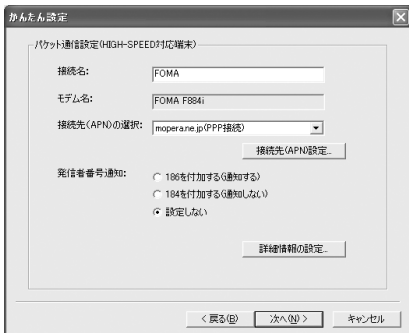 かんたん設定
パケット通信設定(HIGH-SPEED対応端末)
接続名: FOMA
モデム名: FOMA F884i
接続先(APN)の選択: mopera.ne.jp(PPP接続)
接続先(APN)設定...
発信者番号通知: 186を付加する(通知する)
184を付加する(通知しない)
設定しない
詳細情報の設定...
< 戻る(B) 次へ(N) > キャンセル